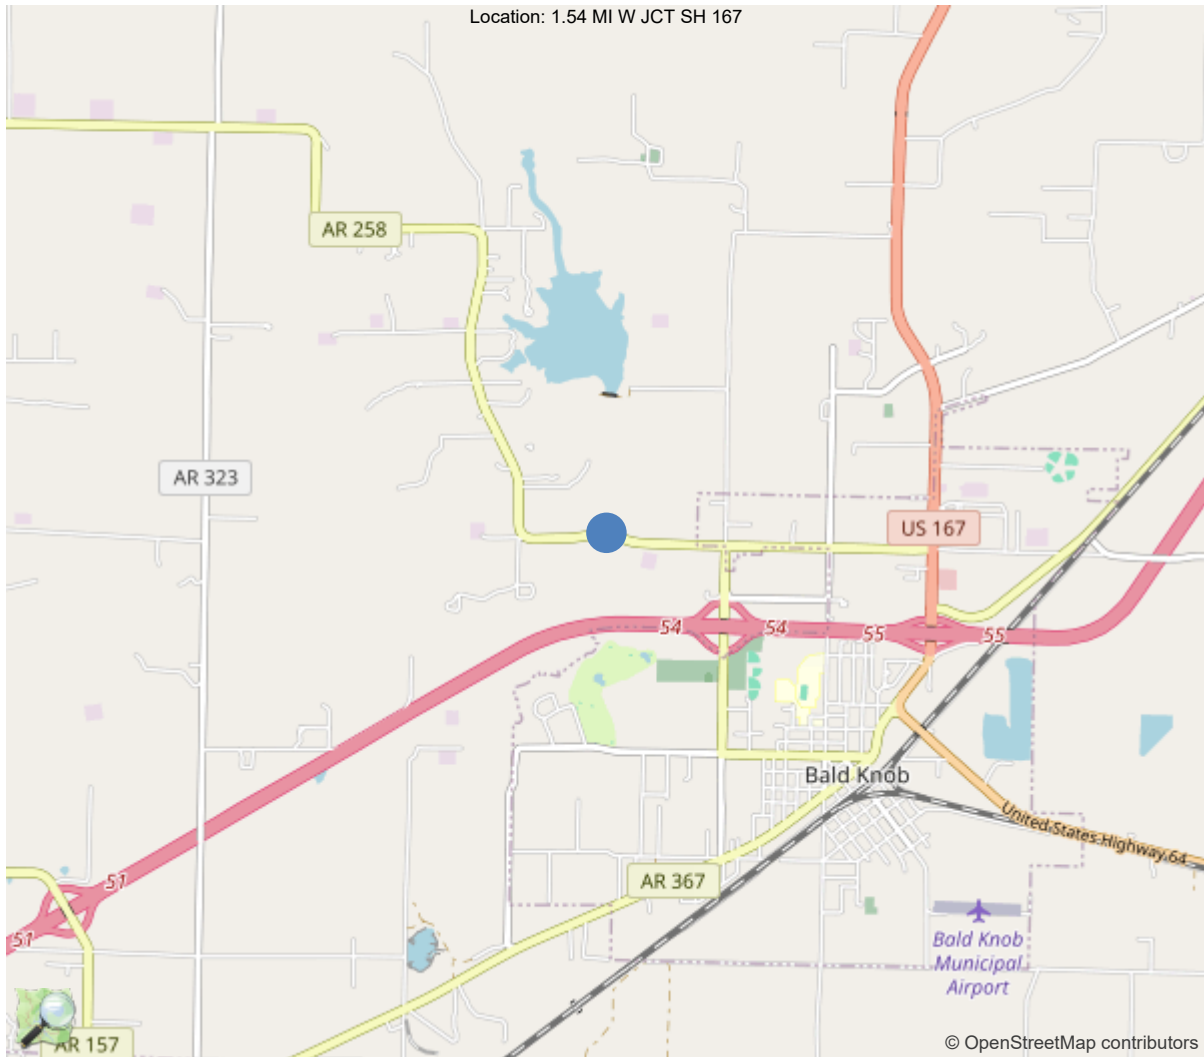 Location: 1.54 MI W JCT SH 167
AR 258
AR 323
US 167
54
54
55
55
Bald Knob
United States Highway 64
AR 367
51
51
Bald Knob
Municipal
Airport
AR 157
© OpenStreetMap contributors